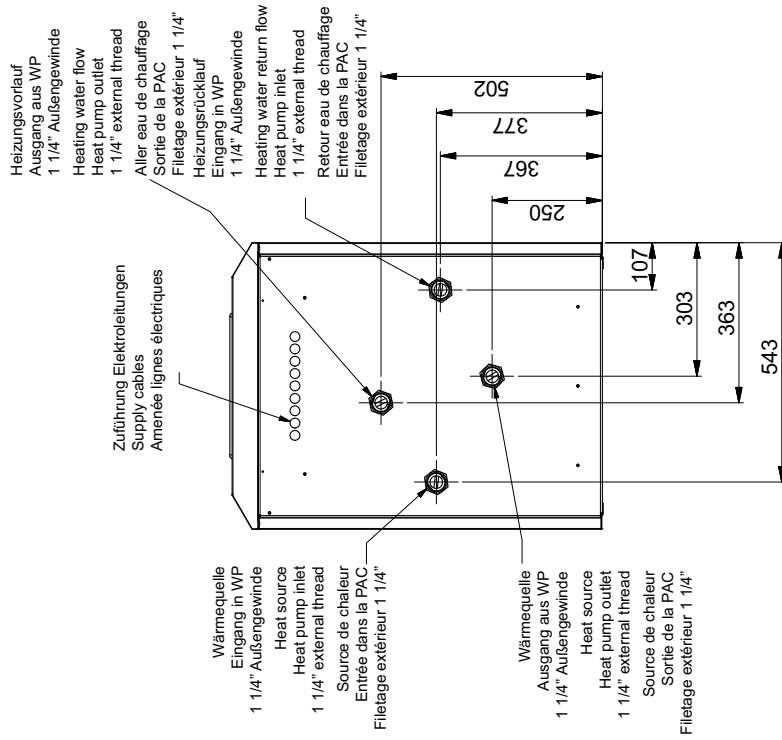 Heizungsvorlauf
Ausgang aus WP
1 1/4” Außengewinde
Heating water flow
Heat pump outlet
1 1/4” external thread
Aller eau de chauffage
Sortie de la PAC
Filetage extérieur 1 1/4”
Heizungsrücklauf
Eingang in WP
1 1/4” Außengewinde
Heating water return flow
Heat pump inlet
1 1/4” external thread
Retour eau de chauffage
Entrée dans la PAC
Filetage extérieur 1 1/4”
Zuführung Elektroleitungen
Supply cables
Amenée lignes électriques
502
377
367
250
107
303
363
543
Wärmequelle
Eingang in WP
1 1/4” Außengewinde
Heat source
Heat pump inlet
1 1/4” external thread
Source de chaleur
Entrée dans la PAC
Filetage extérieur 1 1/4”
Wärmequelle
Ausgang aus WP
1 1/4” Außengewinde
Heat source
Heat pump outlet
1 1/4” external thread
Source de chaleur
Sortie de la PAC
Filetage extérieur 1 1/4”